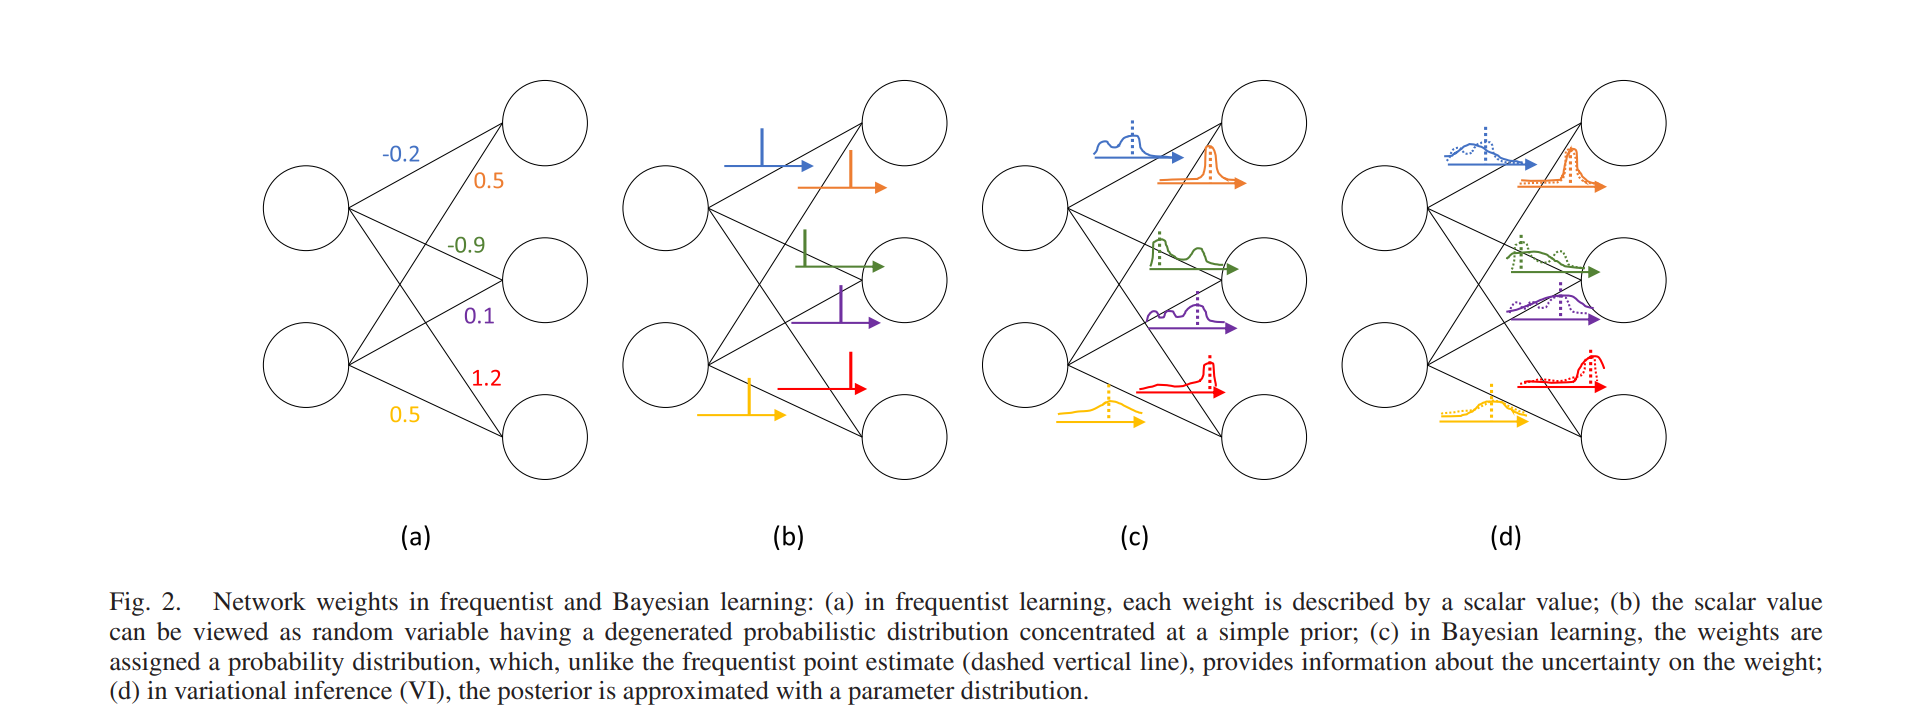 -0.2
0.5
-0.9
0.1
1.2
0.5
(a)
(b)
(c)
(d)
Fig. 2. Network weights in frequentist and Bayesian learning: (a) in frequentist learning, each weight is described by a scalar value; (b) the scalar value
can be viewed as random variable having a degenerated probabilistic distribution concentrated at a simple prior; (c) in Bayesian learning, the weights are
assigned a probability distribution, which, unlike the frequentist point estimate (dashed vertical line), provides information about the uncertainty on the weight;
(d) in variational inference (VI), the posterior is approximated with a parameter distribution.